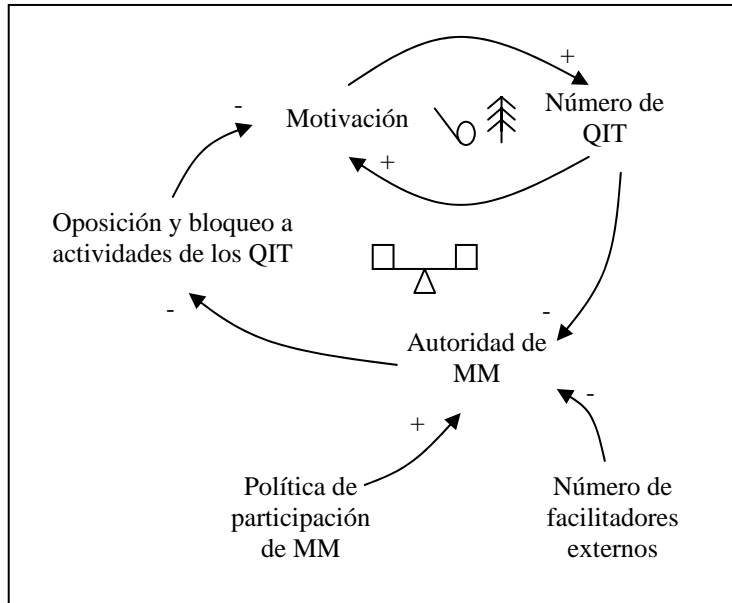 +
-
Motivación
Número de
QIT
+
Oposición y bloqueo a
actividades de los QIT
-
-
Autoridad de
MM
-
+
Política de
participación
de MM
Número de
facilitadores
externos